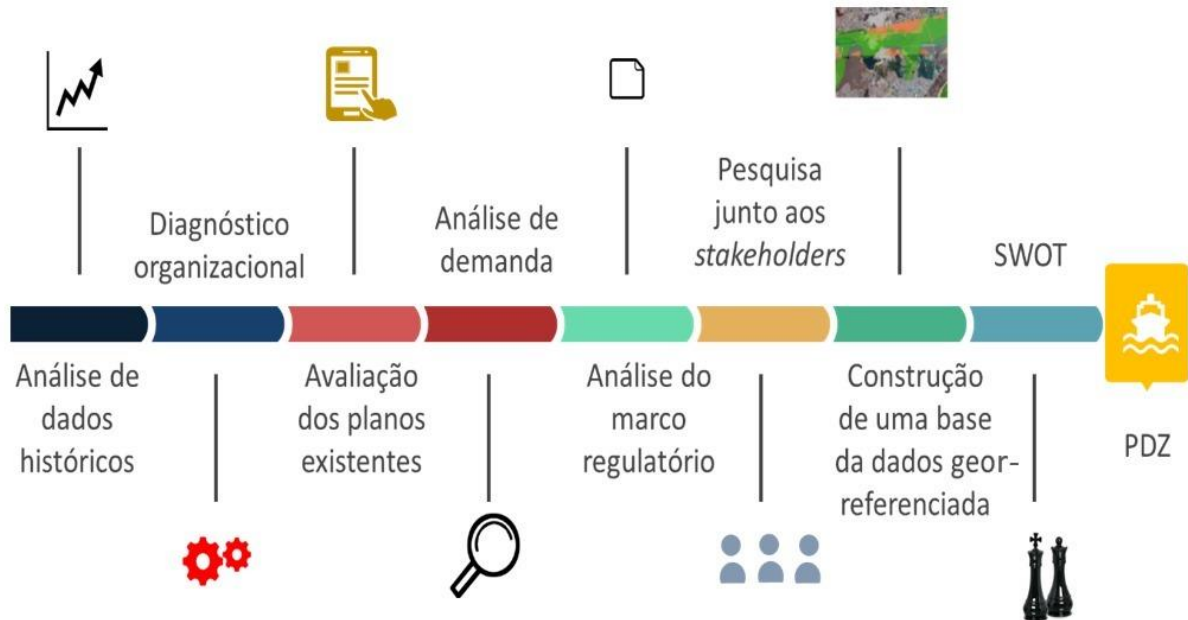 Análise de
dados
históricos
Diagnóstico
organizacional
Avaliação
dos planos
existentes
Análise de
demanda
Análise do
marco
regulatório
Pesquisa
junto aos
stakeholders
Construção
de uma base
da dados geor-
referenciada
SWOT
PDZ